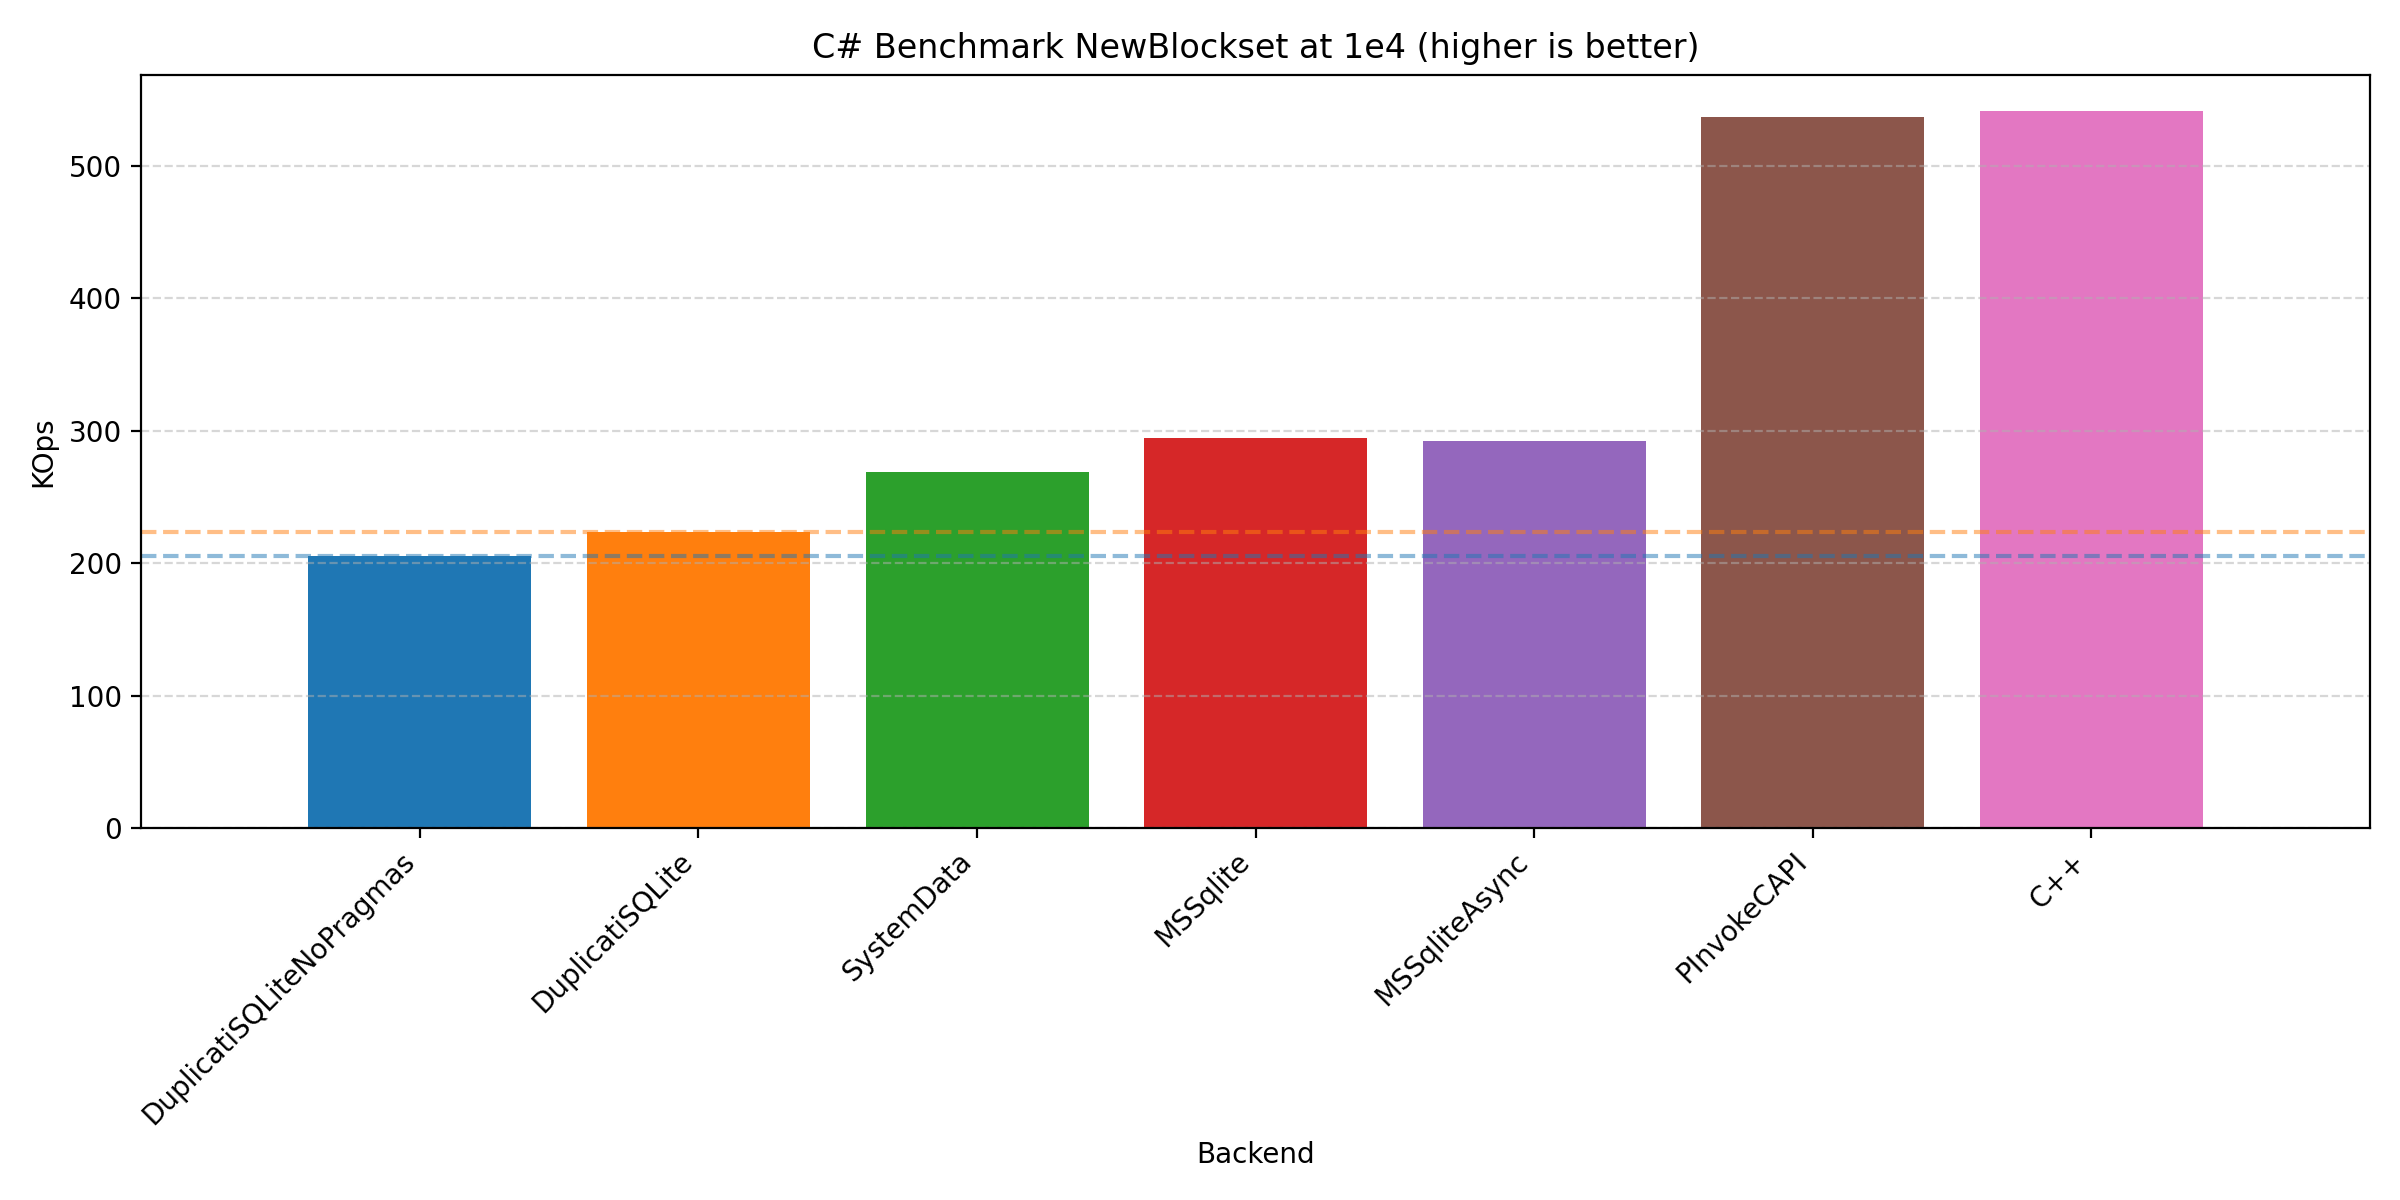 C# Benchmark NewBlockset at 1e4 (higher is better)
KOps
500
400
300
200
100
0
DuplicatiSQLiteNoPragmas
DuplicatiSQLite
SystemData
MSSqlite
MSSqliteAsync
PInvokeCAPI
C++
Backend